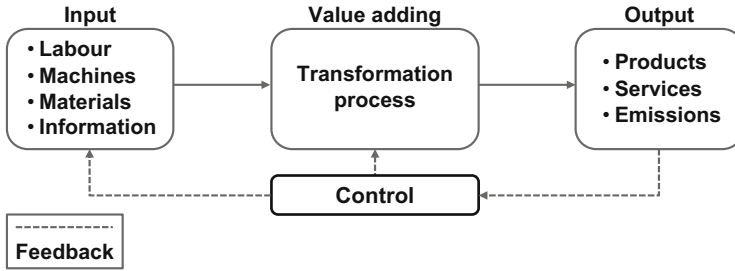 Input
• Labour
• Machines
• Materials
• Information
Value adding
Transformation
process
Output
• Products
• Services
• Emissions
Control
Feedback